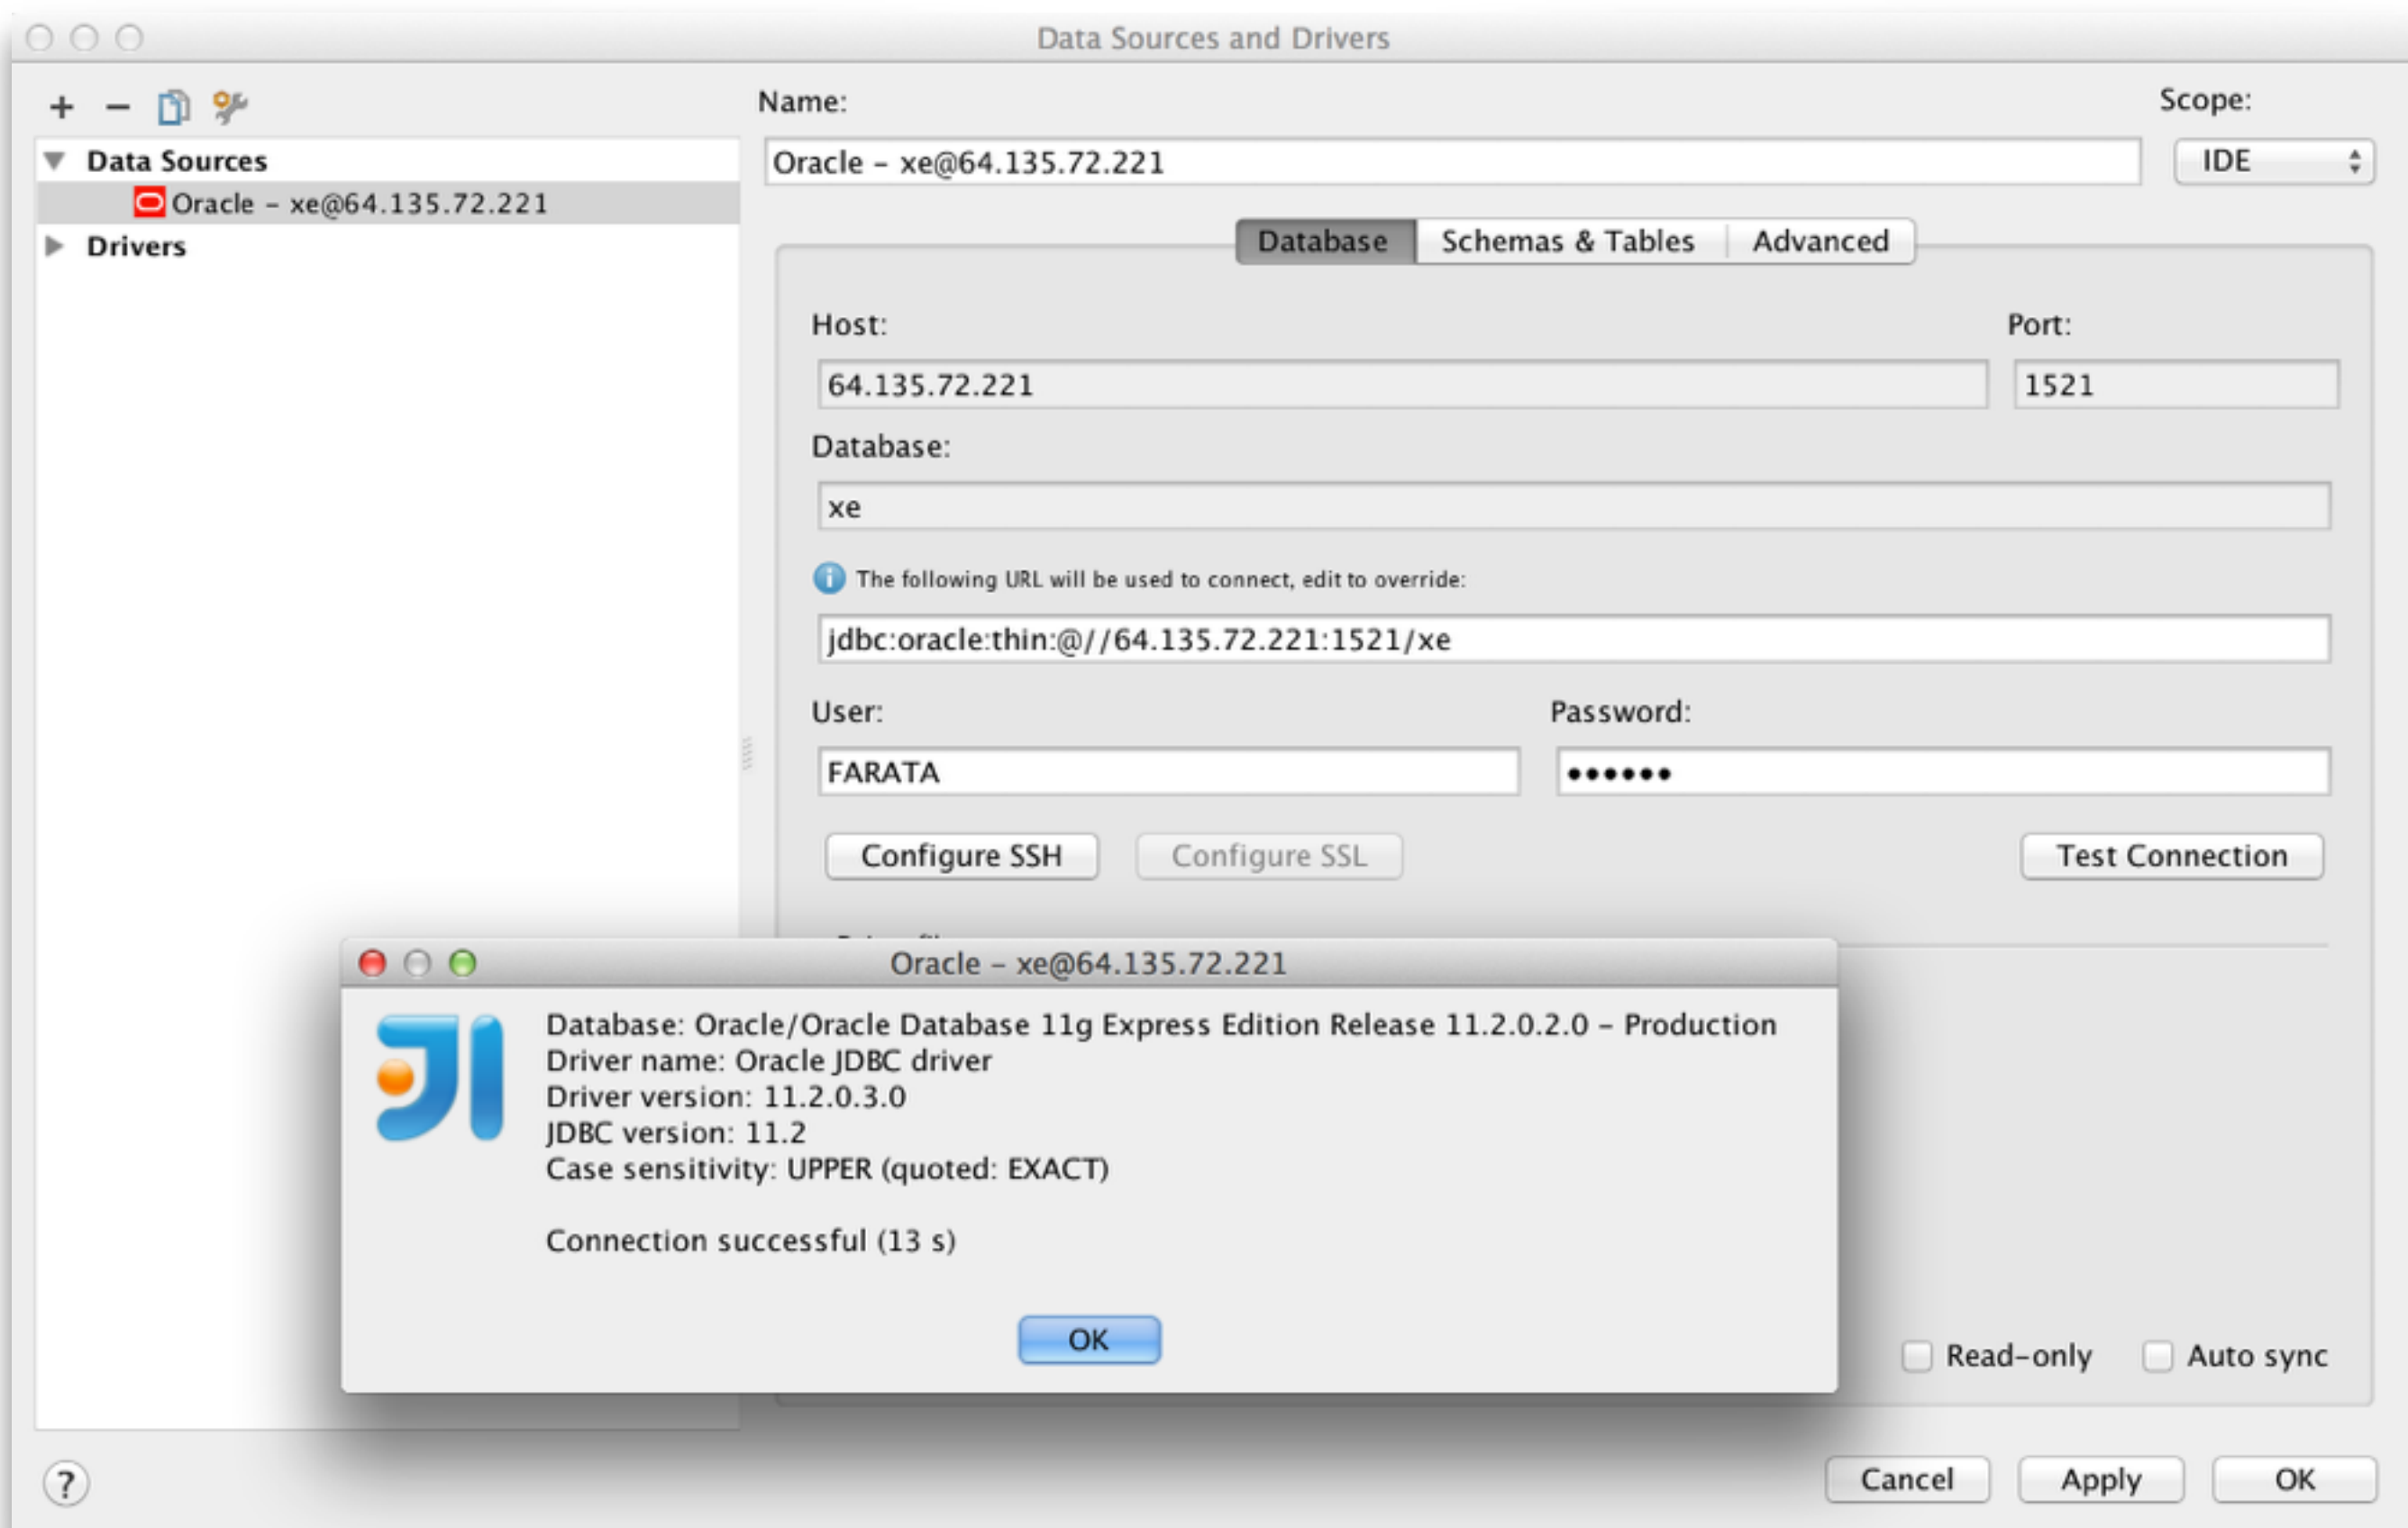 Data Sources and Drivers
Name:
Scope:
Data Sources
Oracle – xe@64.135.72.221
IDE
Oracle – xe@64.135.72.221
Drivers
Database
Schemas & Tables
Advanced
Host:
Port:
64.135.72.221
1521
Database:
xe
The following URL will be used to connect, edit to override:
jdbc:oracle:thin:@//64.135.72.221:1521/xe
User:
Password:
FARATA
••••••
Configure SSH
Configure SSL
Test Connection
Oracle – xe@64.135.72.221
Database: Oracle/Oracle Database 11g Express Edition Release 11.2.0.2.0 – Production
Driver name: Oracle JDBC driver
Driver version: 11.2.0.3.0
JDBC version: 11.2
Case sensitivity: UPPER (quoted: EXACT)
Connection successful (13 s)
OK
Read-only
Auto sync
?
Cancel
Apply
OK